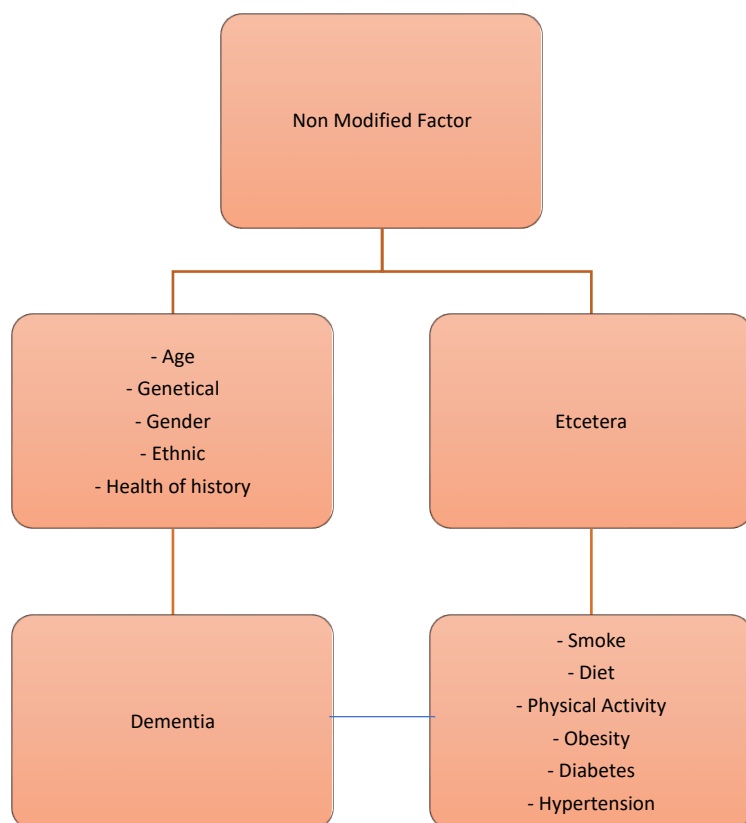 Non Modified Factor
- Age
- Genetical
- Gender
- Ethnic
- Health of history
Etcetera
Dementia
- Smoke
- Diet
- Physical Activity
- Obesity
- Diabetes
- Hypertension